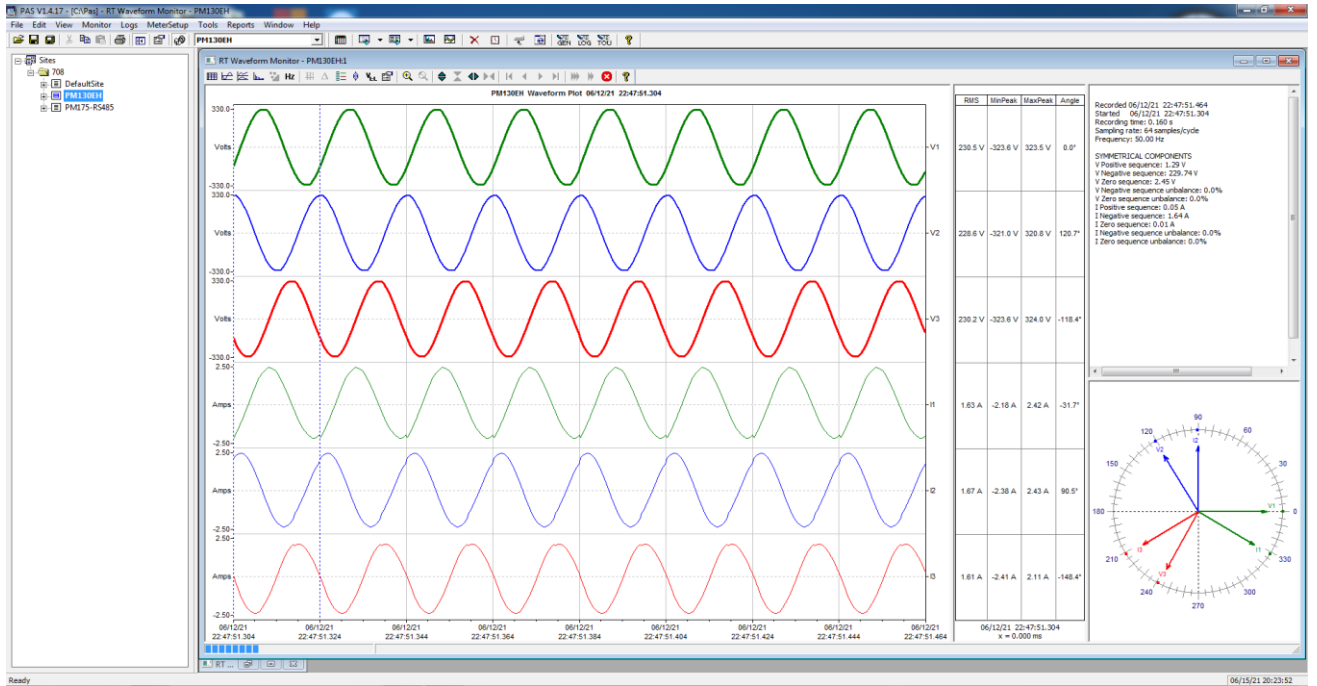 PAS V1.4.17 - [C:\Pas] - RT Waveform Monitor - PM130EH
File Edit View Monitor Logs MeterSetup Tools Reports Window Help
PM130EH
GEN LOG TOU
Sites
708
DefaultSite
PM130EH
PM175-RS485
RT Waveform Monitor - PM130EH:1
Hz
PM130EH Waveform Plot 06/12/21 22:47:51.304
330.0
Volts
-330.0
V1
330.0
Volts
-330.0
V2
330.0
Volts
-330.0
V3
2.50
Amps
-2.50
I1
2.50
Amps
-2.50
I2
2.50
Amps
-2.50
I3
06/12/21 06/12/21 06/12/21 06/12/21 06/12/21 06/12/21 06/12/21 06/12/21 06/12/21
22:47:51.304 22:47:51.324 22:47:51.344 22:47:51.364 22:47:51.384 22:47:51.404 22:47:51.424 22:47:51.444 22:47:51.464
RMS MinPeak MaxPeak Angle
230.5 V -323.6 V 323.5 V 0.0°
228.6 V -321.0 V 320.8 V 120.7°
230.2 V -323.6 V 324.0 V -118.4°
1.63 A -2.18 A 2.42 A -31.7°
1.67 A -2.38 A 2.43 A 90.5°
1.61 A -2.41 A 2.11 A -148.4°
06/12/21 22:47:51.304
x = 0.000 ms
Recorded 06/12/21 22:47:51.464
Started 06/12/21 22:47:51.304
Recording time: 0.160 s
Sampling rate: 64 samples/cycle
Frequency: 50.00 Hz
SYMMETRICAL COMPONENTS
V Positive sequence: 1.29 V
V Negative sequence: 229.74 V
V Zero sequence: 2.45 V
V Negative sequence unbalance: 0.0%
V Zero sequence unbalance: 0.0%
I Positive sequence: 0.05 A
I Negative sequence: 1.64 A
I Zero sequence: 0.01 A
I Negative sequence unbalance: 0.0%
I Zero sequence unbalance: 0.0%
90
120 60
V2 I2
150 30
180 V1 0
I3 I1
210 330
V3
240 300
270
RT ...
Ready
06/15/21 20:23:52